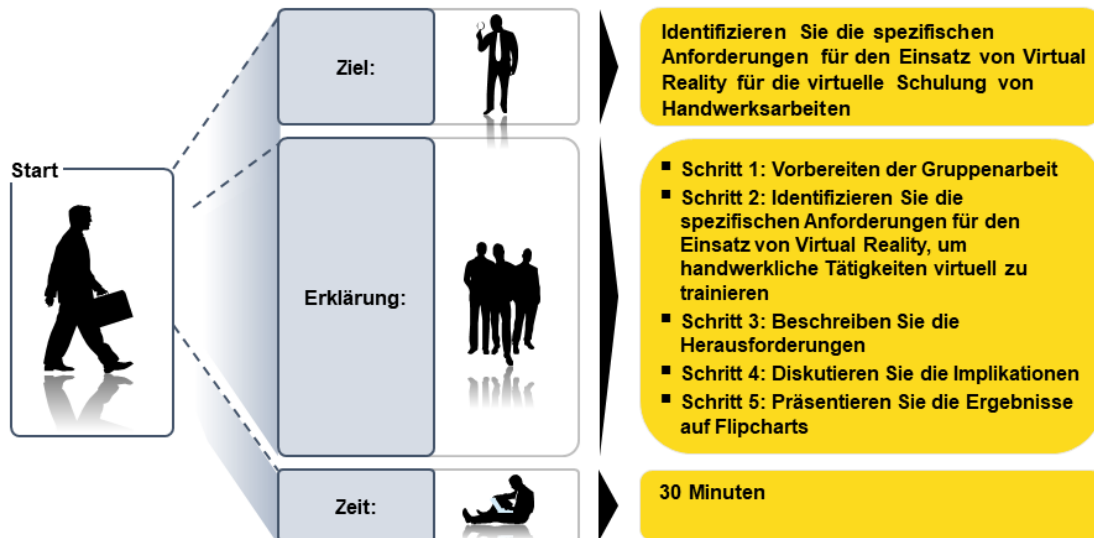 Start
Ziel:
Identifizieren Sie die spezifischen
Anforderungen für den Einsatz von Virtual
Reality für die virtuelle Schulung von
Handwerksarbeiten
Erklärung:
▪ Schritt 1: Vorbereiten der Gruppenarbeit
▪ Schritt 2: Identifizieren Sie die
spezifischen Anforderungen für den
Einsatz von Virtual Reality, um
handwerkliche Tätigkeiten virtuell zu
trainieren
▪ Schritt 3: Beschreiben Sie die
Herausforderungen
▪ Schritt 4: Diskutieren Sie die Implikationen
▪ Schritt 5: Präsentieren Sie die Ergebnisse
auf Flipcharts
Zeit:
30 Minuten